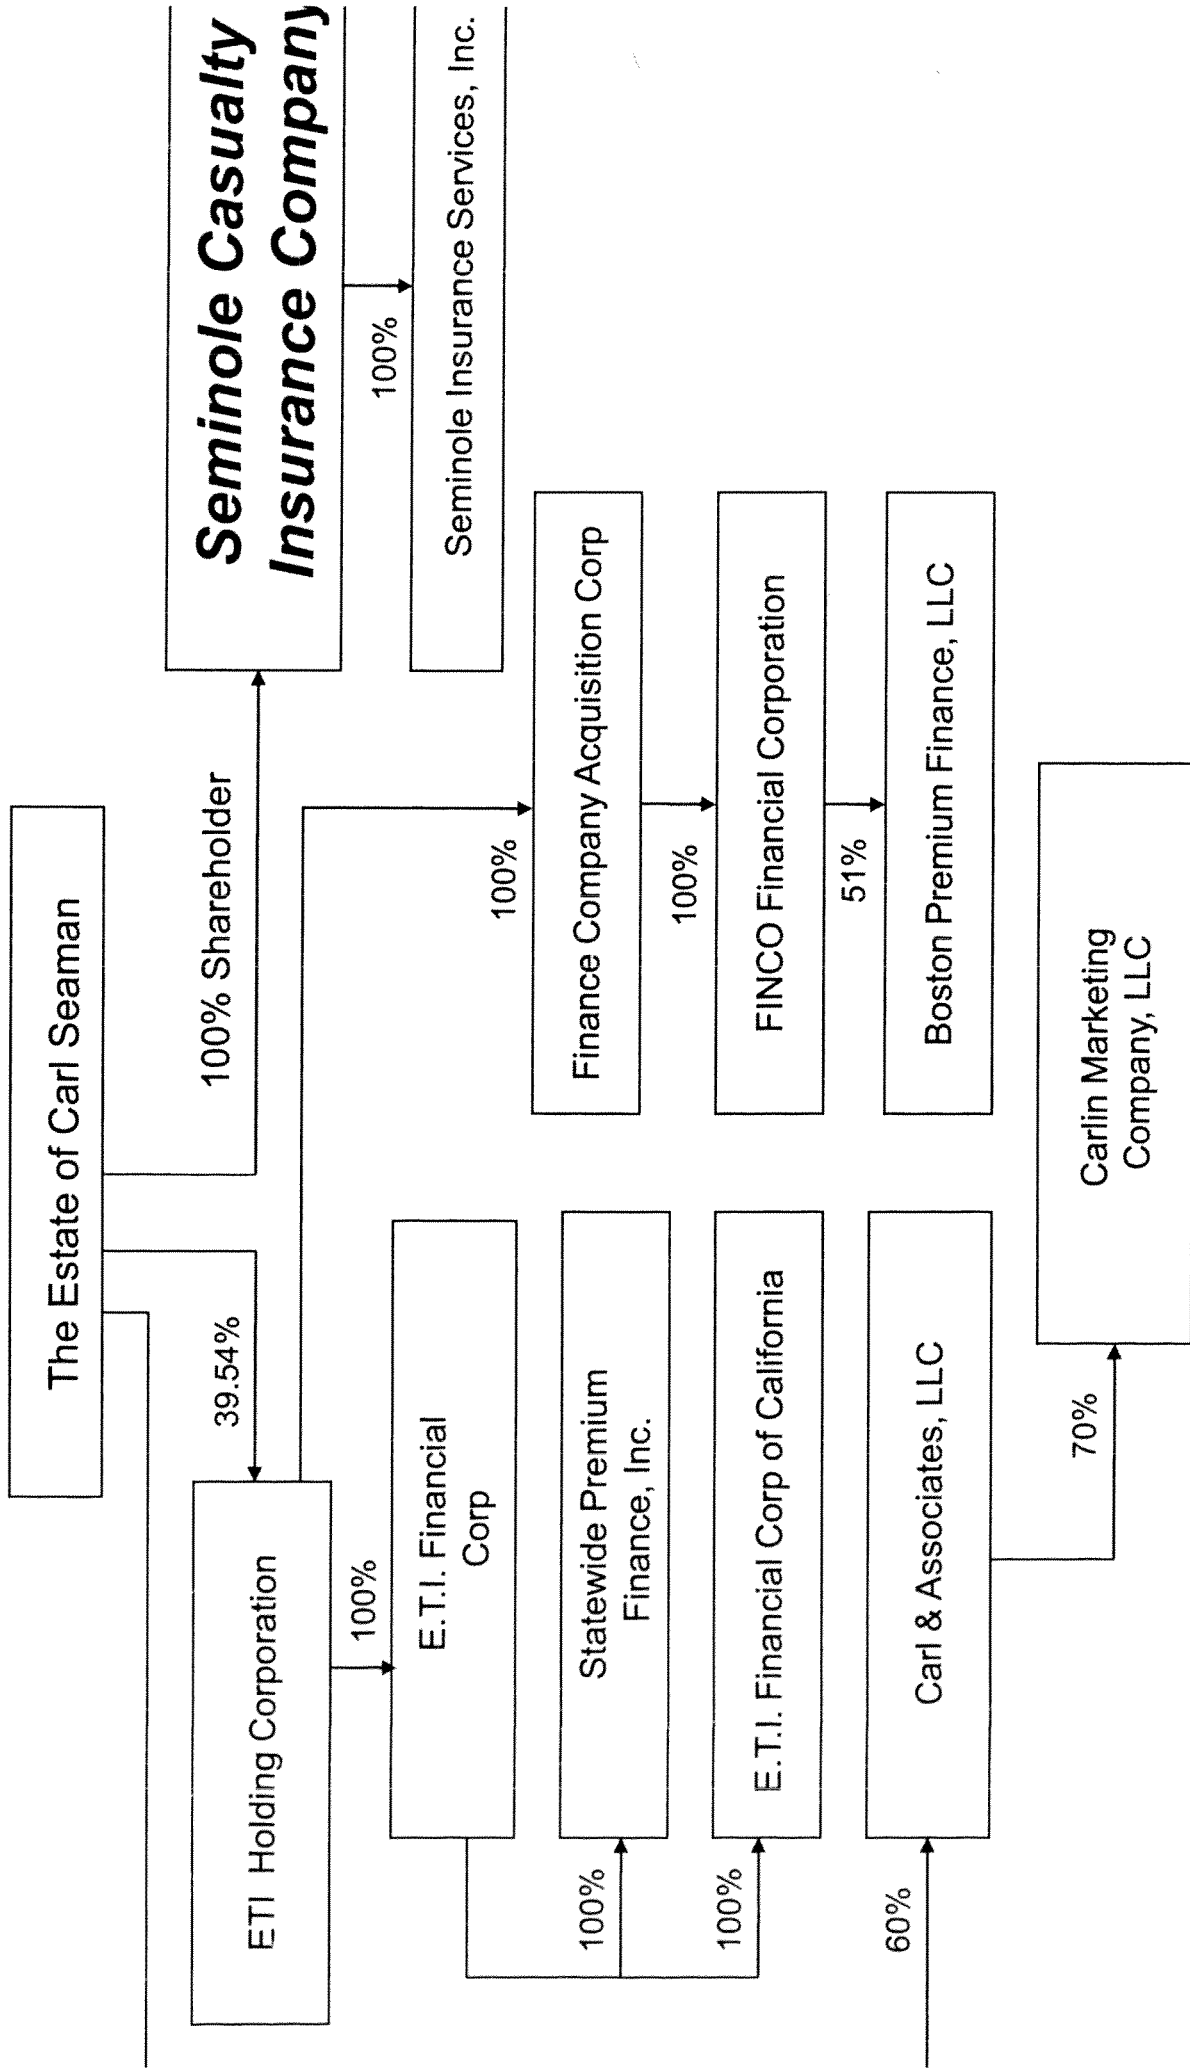 The Estate of Carl Seaman
100% Shareholder
39.54%
Seminole Casualty
Insurance Company
ETI Holding Corporation
100%
100%
E.T.I. Financial
Corp
Seminole Insurance Services, Inc.
100%
Finance Company Acquisition Corp
100%
Statewide Premium
Finance, Inc.
100%
FINCO Financial Corporation
100%
E.T.I. Financial Corp of California
51%
Boston Premium Finance, LLC
60%
Carl & Associates, LLC
70%
Carlin Marketing
Company, LLC